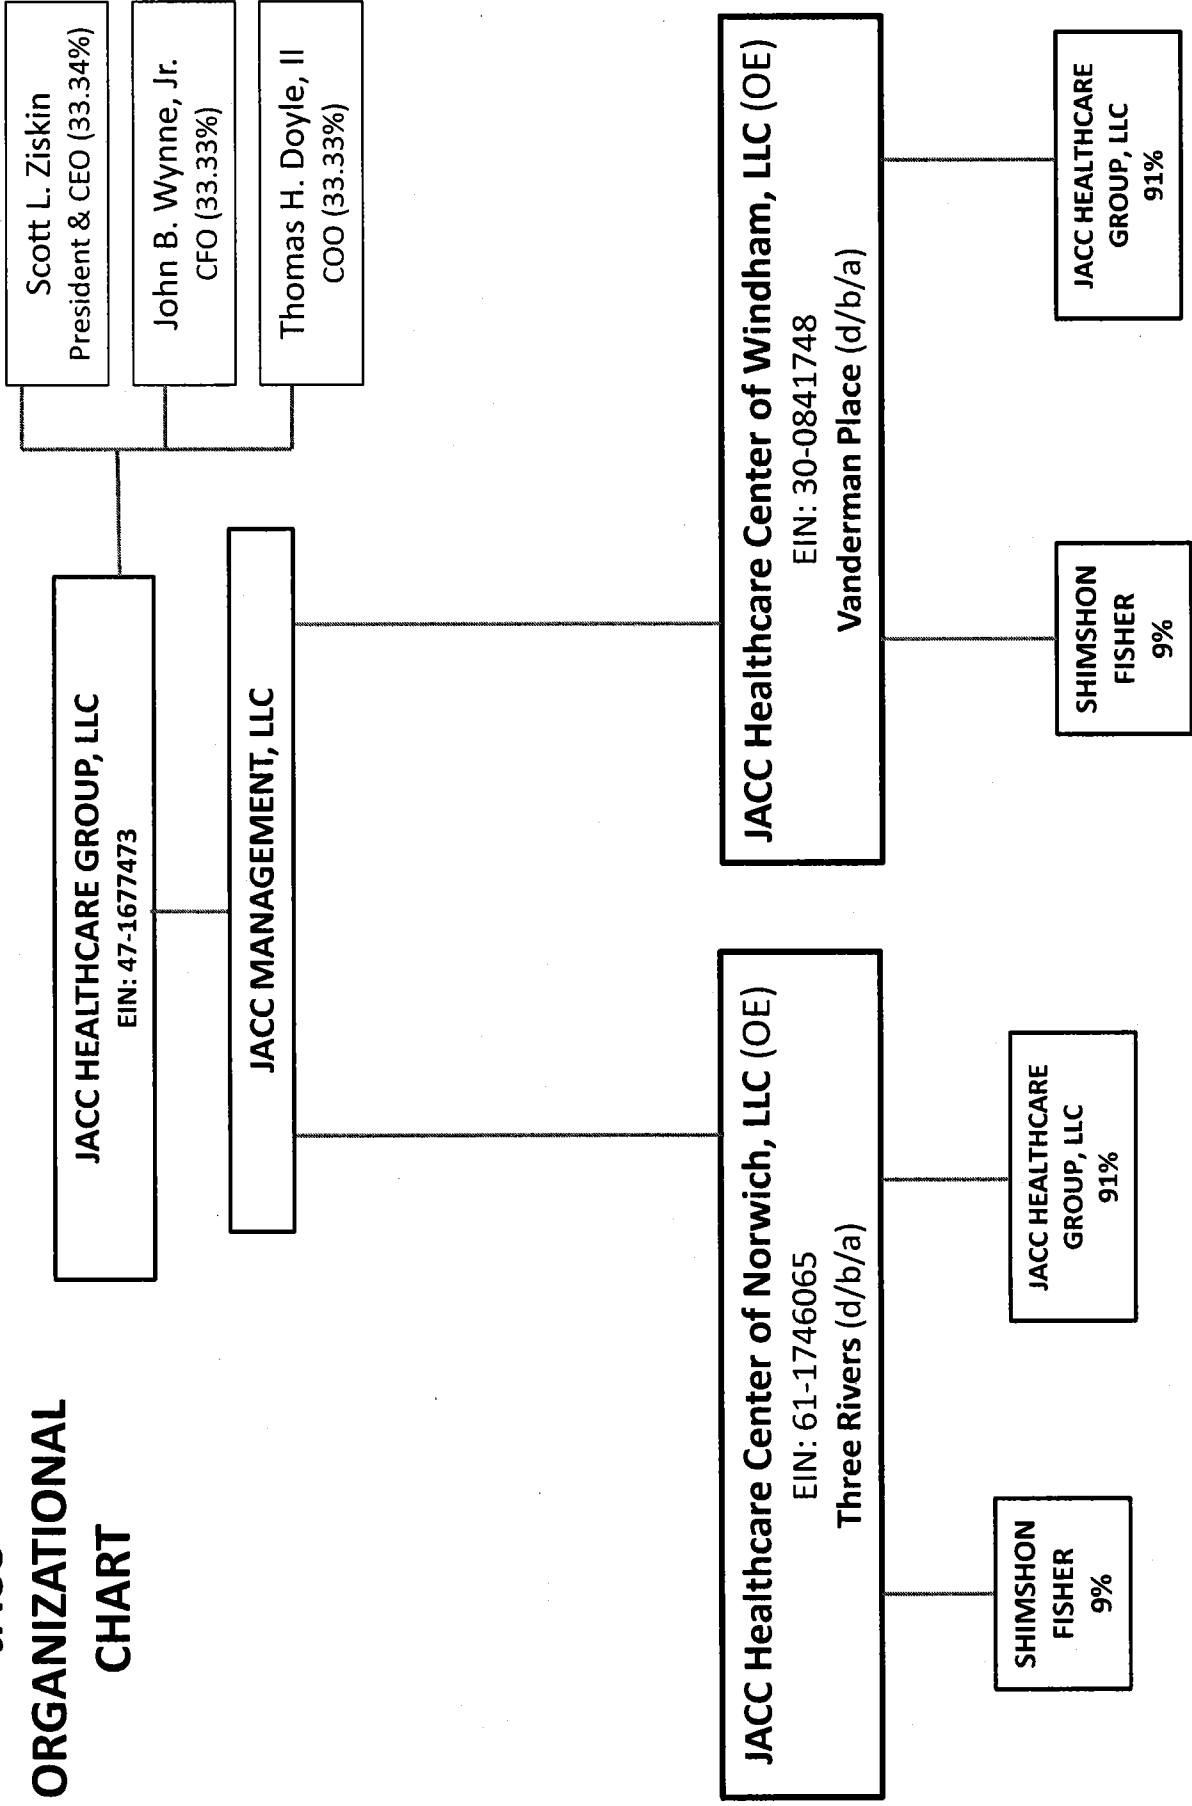 ORGANIZATIONAL
CHART
JACC HEALTHCARE GROUP, LLC
EIN: 47-1677473
Scott L. Ziskin
President & CEO (33.34%)
John B. Wynne, Jr.
CFO (33.33%)
Thomas H. Doyle, II
COO (33.33%)
JACC MANAGEMENT, LLC
JACC Healthcare Center of Norwich, LLC (OE)
EIN: 61-1746065
Three Rivers (d/b/a)
JACC Healthcare Center of Windham, LLC (OE)
EIN: 30-0841748
Vanderman Place (d/b/a)
SHIMSHON
FISHER
9%
JACC HEALTHCARE
GROUP, LLC
91%
SHIMSHON
FISHER
9%
JACC HEALTHCARE
GROUP, LLC
91%